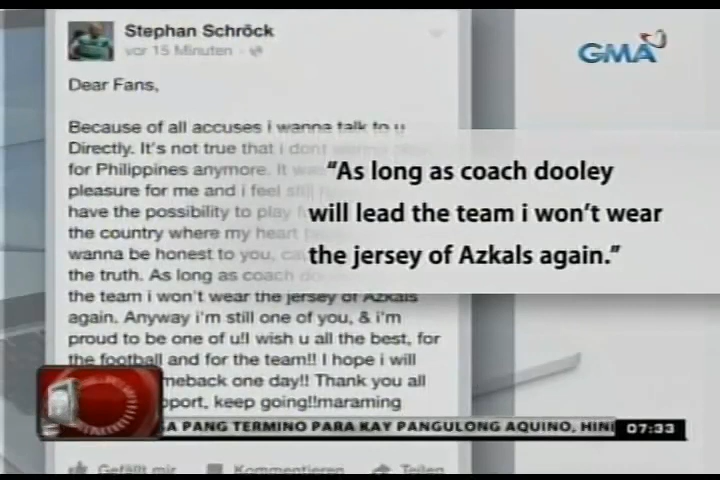 Stephan Schröck
vor 15 Minuten
GMA
Dear Fans,
Because of all accuses i wanna talk to u
Directly. It's not true that i don't
for Philippines anymore. It
pleasure for me and i feel still
have the possibility to play
the country where my heart
wanna be honest to you,
the truth. As long as coach
the team i won't wear the jersey of Azkals
again. Anyway i'm still one of you, & i'm
proud to be one of u!I wish u all the best, for
the football and for the team!! I hope i will
meback one day!! Thank you all
pport, keep going!!maraming
"As long as coach dooley
will lead the team i won't wear
the jersey of Azkals again."
SA PANG TERMINO PARA KAY PANGULONG AQUINO, HINI
07:33
Gefällt mir Kommentieren Teilen